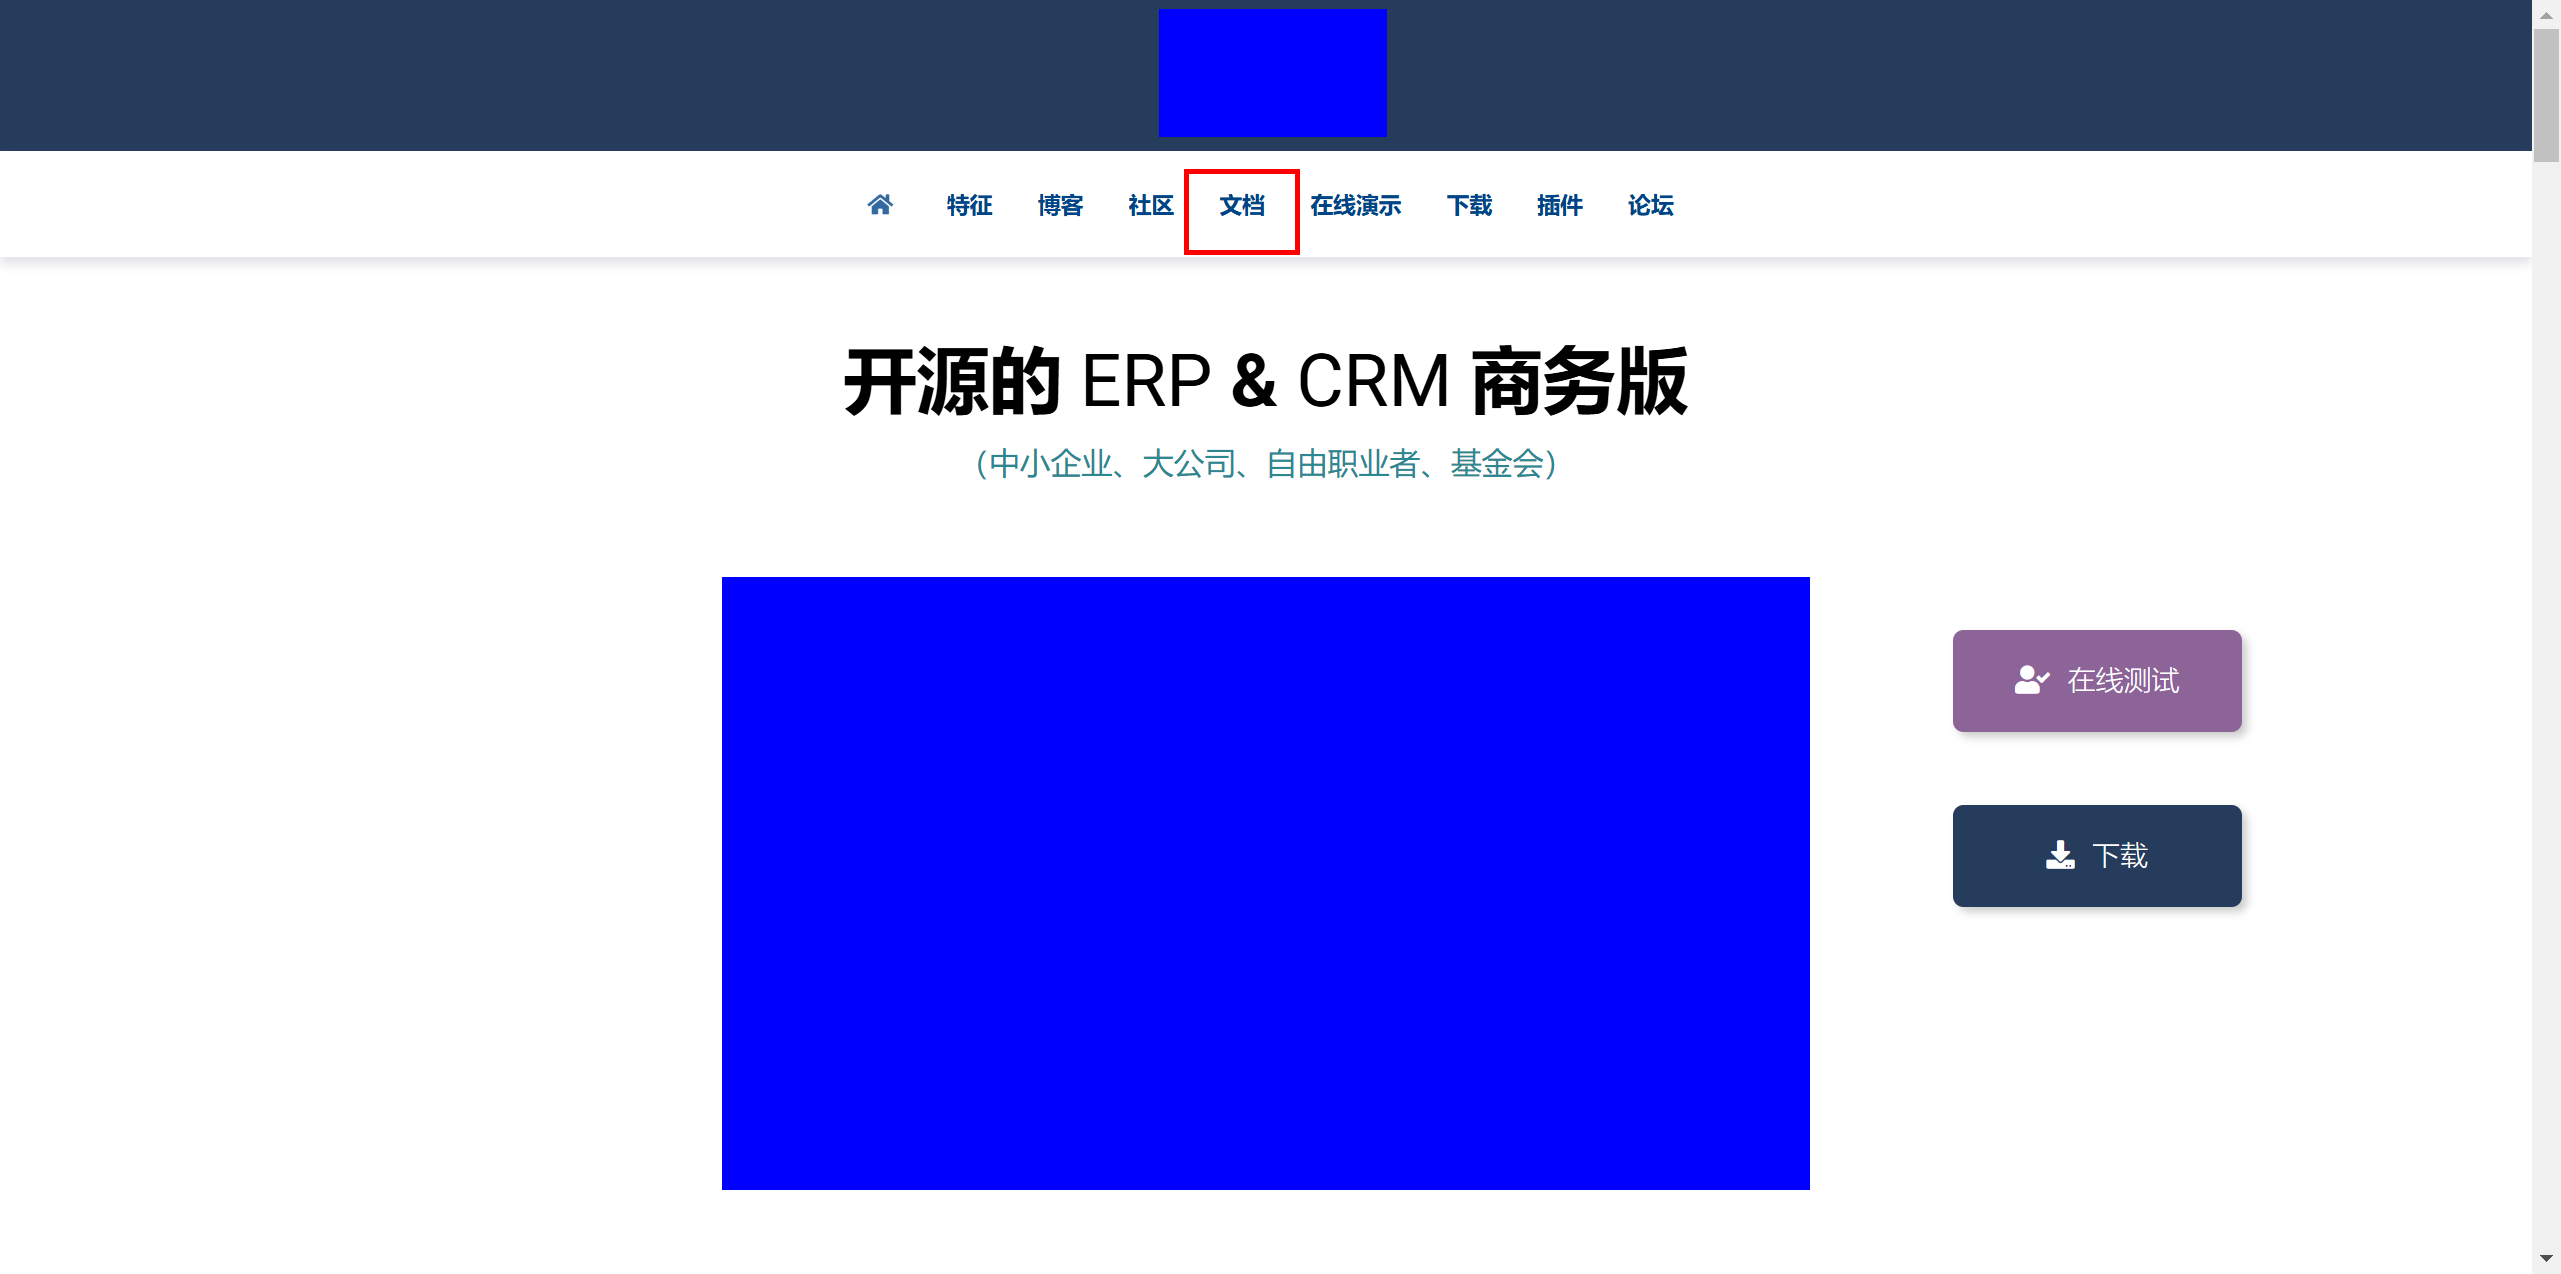 特征 博客 社区 文档 在线演示 下载 插件 论坛
开源的 ERP & CRM 商务版
（中小企业、大公司、自由职业者、基金会）
在线测试
下载